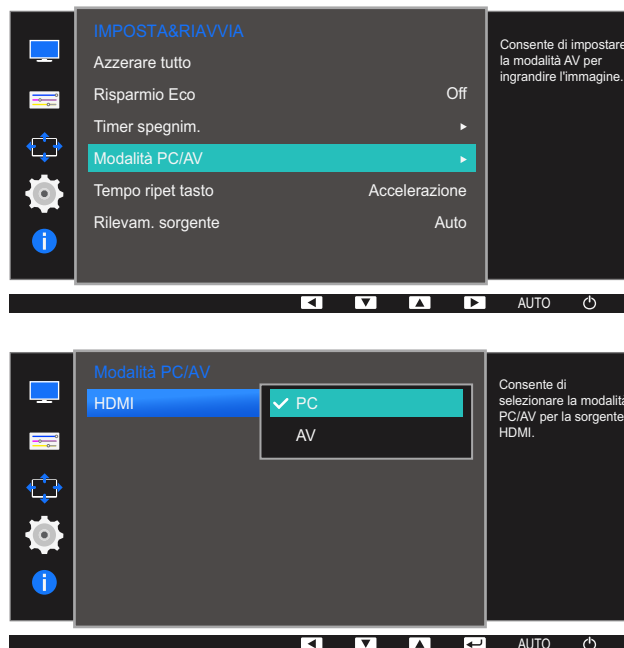 IMPOSTA&RIAVVIA
Azzerare tutto
Risparmio Eco Off
Timer spegnim.
Modalità PC/AV
Tempo ripet tasto Accelerazione
Rilevam. sorgente Auto
Consente di impostare
la modalità AV per
ingrandire l'immagine.
AUTO
Modalità PC/AV
HDMI
PC
AV
Consente di
selezionare la modalità
PC/AV per la sorgente
HDMI.
AUTO